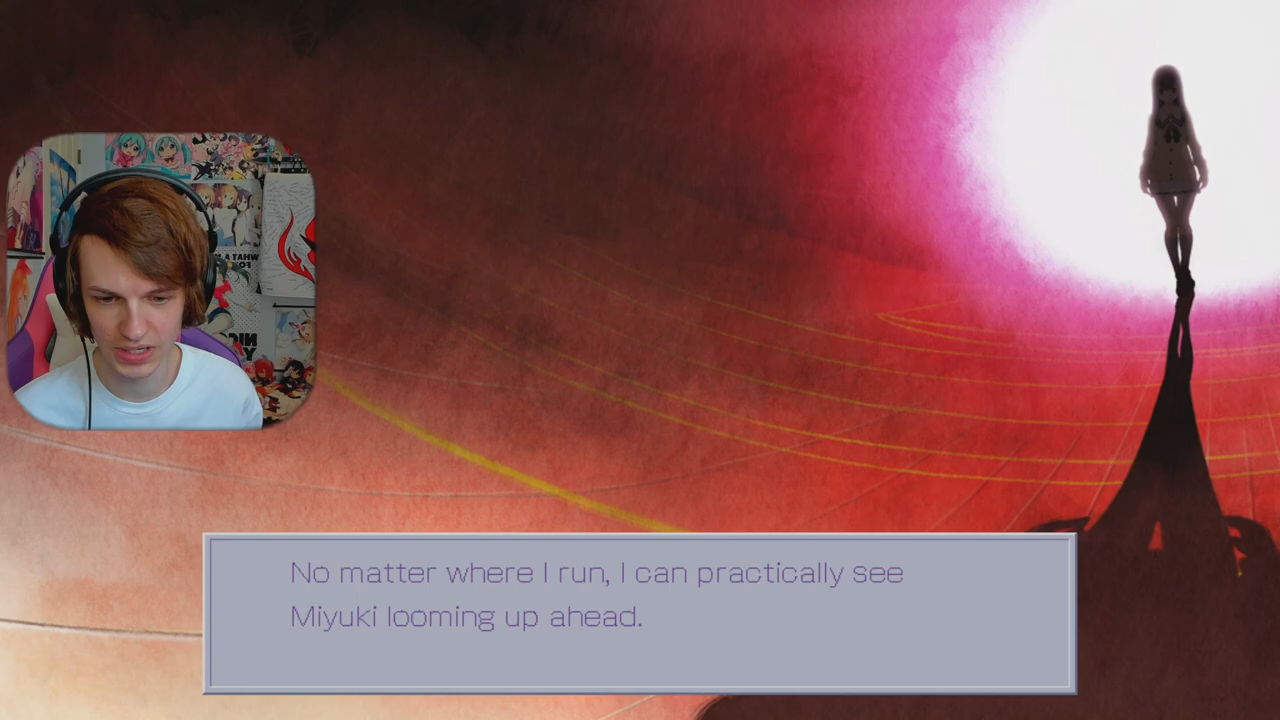 No matter where I run, I can practically see
Miyuki looming up ahead.